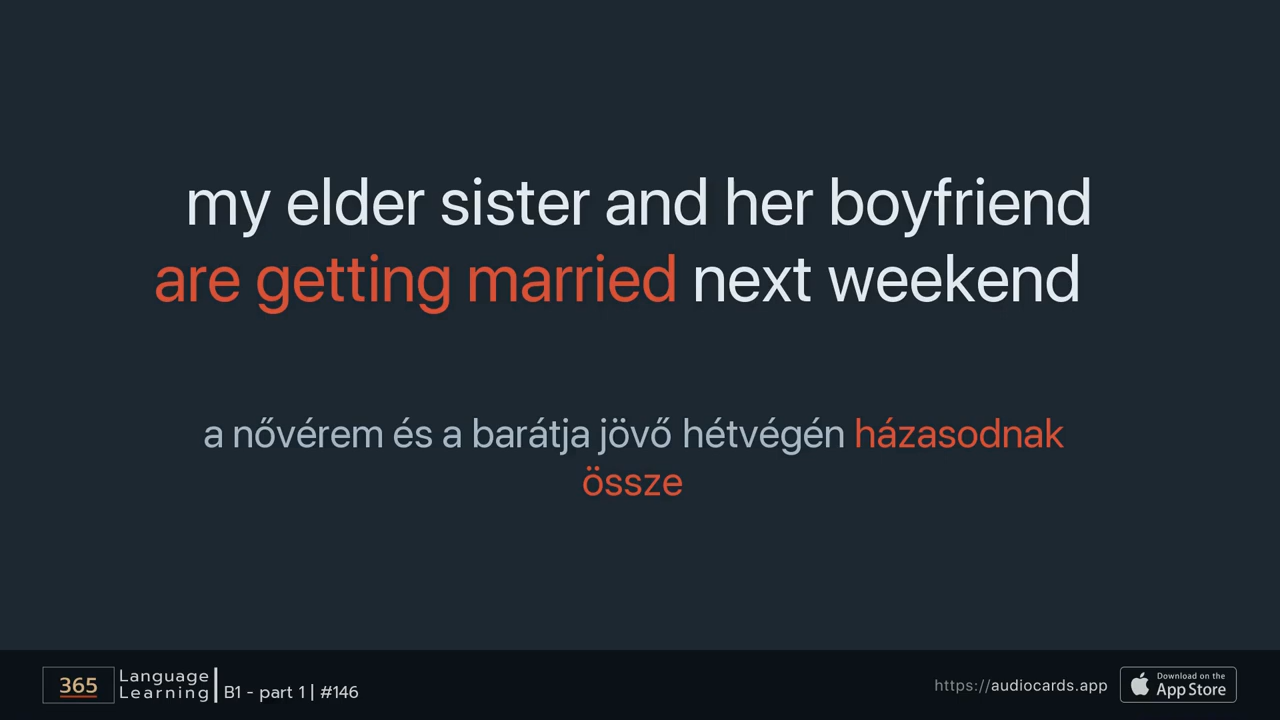 my elder sister and her boyfriend
are getting married next weekend
a nővérem és a barátja jövő hétvégén házasodnak
össze
365
Language
Learning
B1 - part 1 | #146
https://audiocards.app
Download on the
App Store